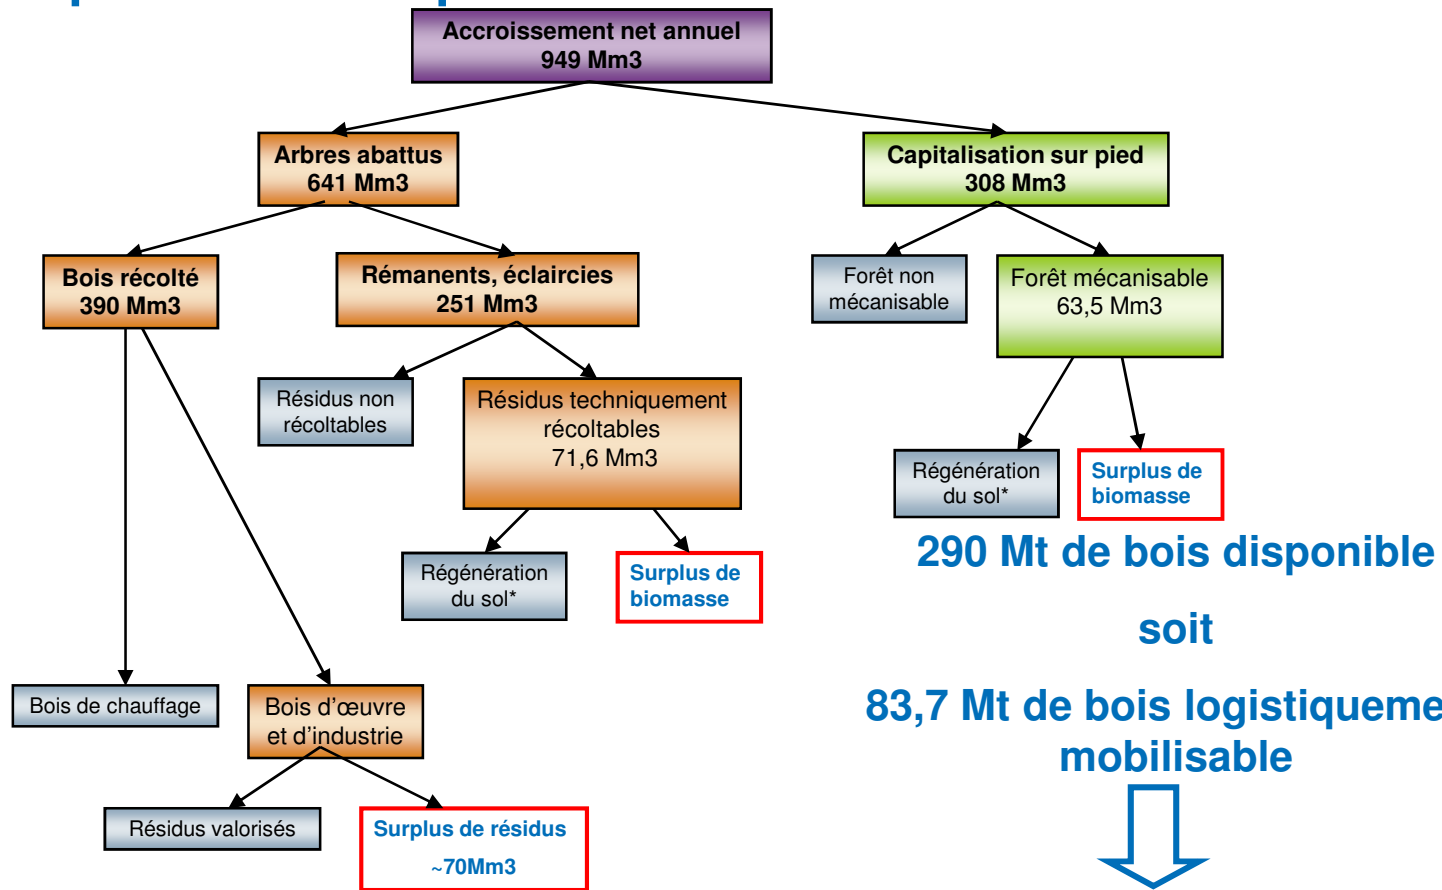 Accroissement net annuel
949 Mm3
Arbres abattus
641 Mm3
Capitalisation sur pied
308 Mm3
Bois récolté
390 Mm3
Rémanents, éclaircies
251 Mm3
Forêt non
mécanisable
Forêt mécanisable
63,5 Mm3
Résidus non
récoltables
Résidus techniquement
récoltables
71,6 Mm3
Régénération
du sol*
Surplus de
biomasse
Régénération
du sol*
Surplus de
biomasse
290 Mt de bois disponible
soit
83,7 Mt de bois logistiqueme
mobilisable
Bois de chauffage
Bois d’œuvre
et d’industrie
Résidus valorisés
Surplus de résidus
~70Mm3